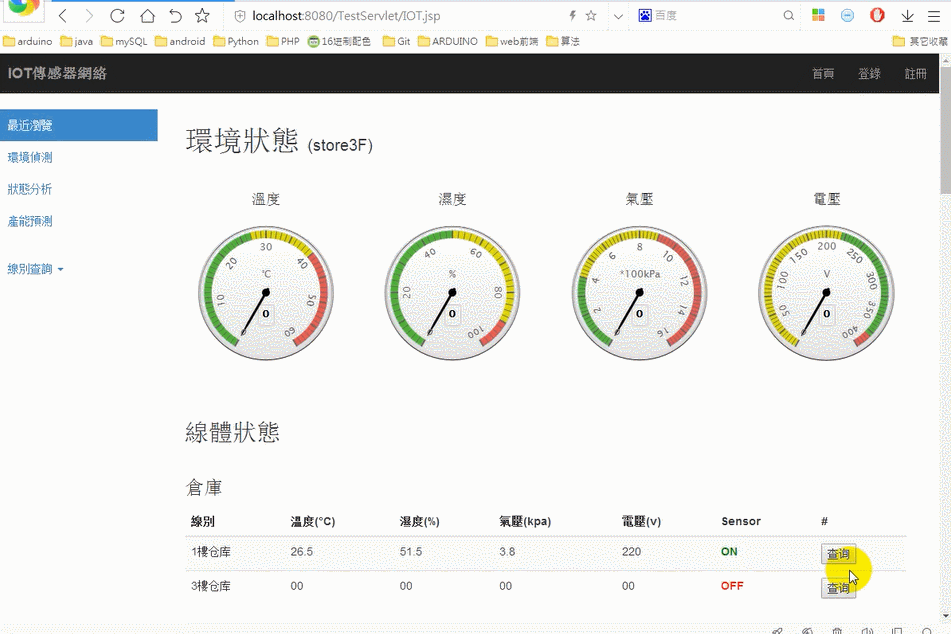 localhost:8080/TestServlet/IOT.jsp
百度
arduino java mySQL android Python PHP 16进制配色 Git ARDUINO web前端 算法 其它收藏
IOT傳感器網絡 首頁 登錄 註冊
最近瀏覽
環境偵測
狀態分析
產能預測
線別查詢
環境狀態 (store3F)
溫度 濕度 氣壓 電壓
10 20 30 40 50 60 °C 0
20 40 60 80 100 % 0
2 4 6 8 10 12 14 16 *100kPa 0
50 100 150 200 250 300 350 400 V 0
線體狀態
倉庫
線別 溫度(°C) 濕度(%) 氣壓(kpa) 電壓(v) Sensor #
1樓仓库 26.5 51.5 3.8 220 ON 查询
3樓仓库 00 00 00 00 OFF 查询